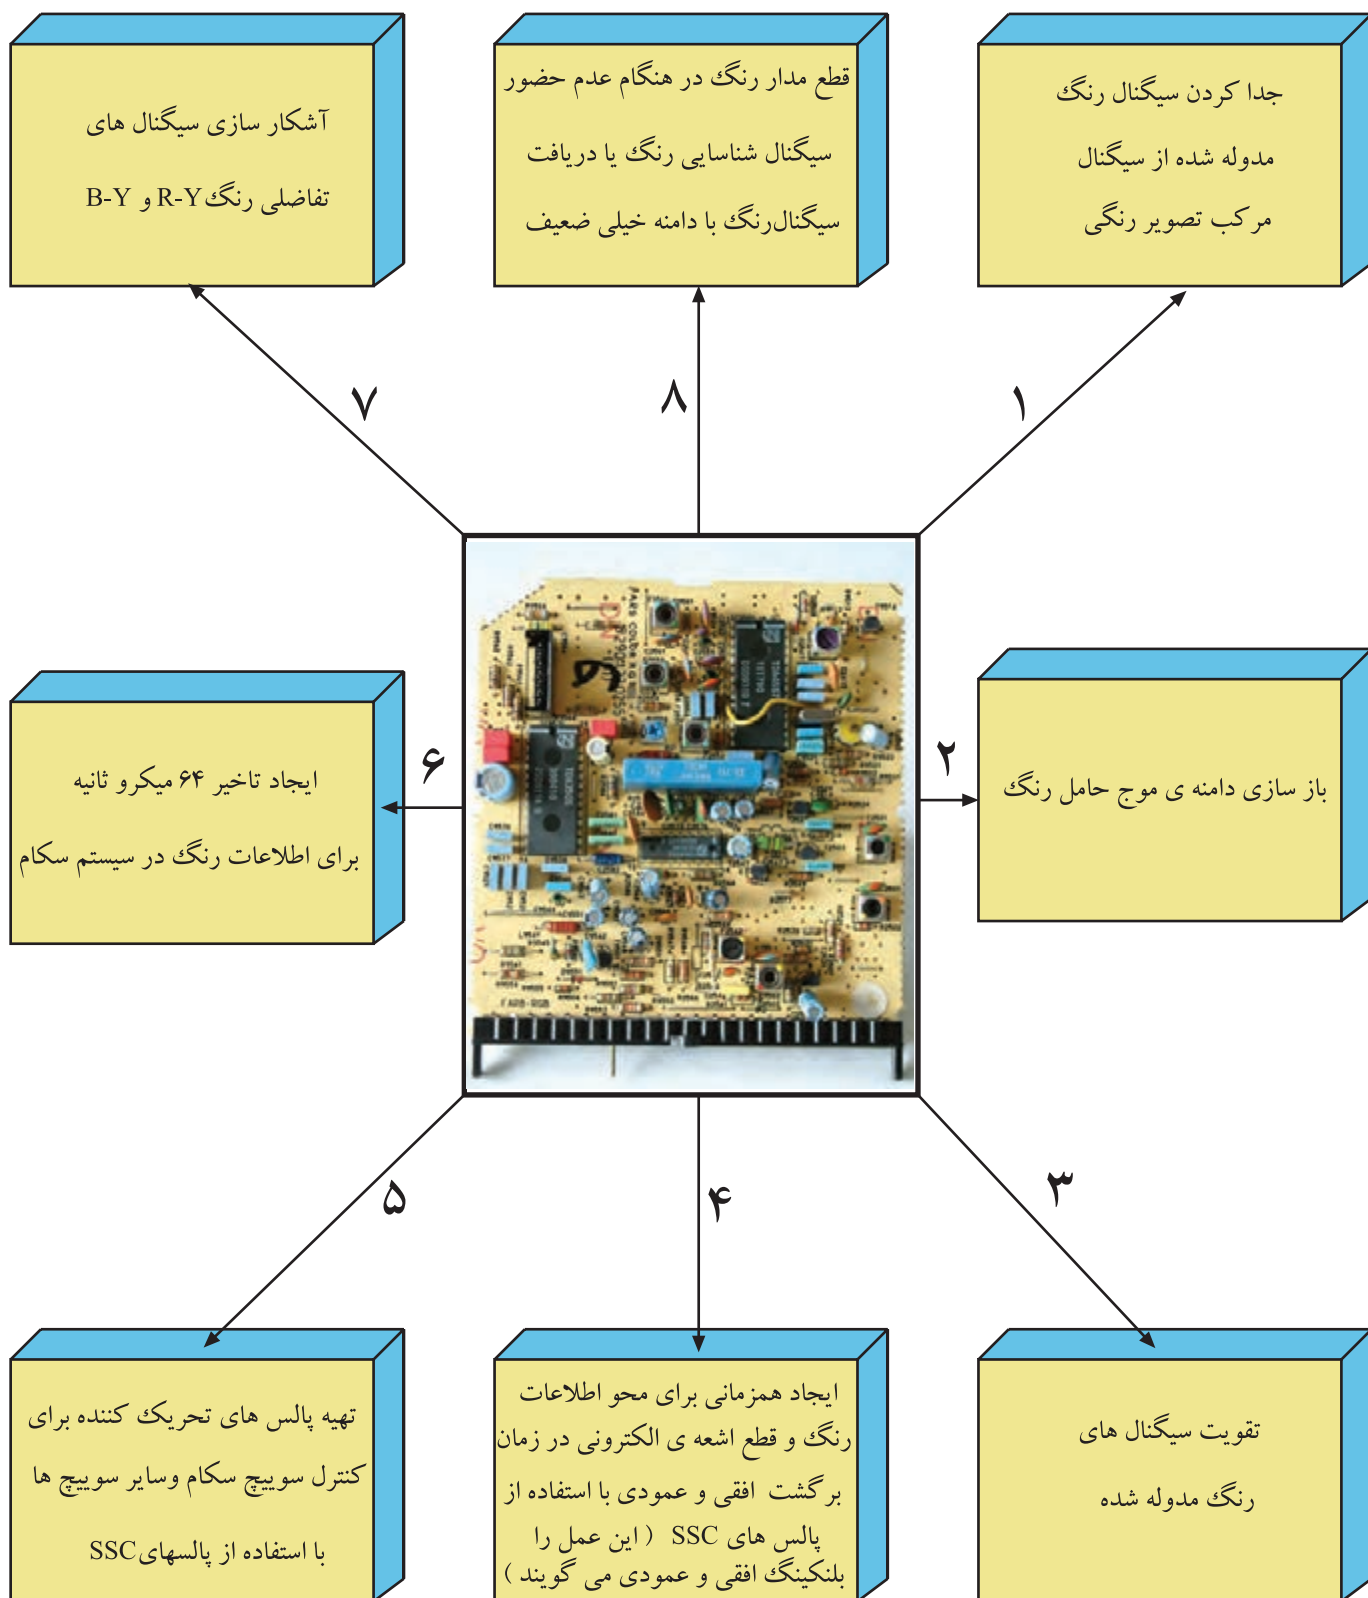 جدا کردن سیگنال رنگ
مدوله شده از سیگنال
مرکب تصویر رنگی
۱
باز سازی دامنه ی موج حامل رنگ
۲
تقویت سیگنال های
رنگ مدوله شده
۳
ایجاد همزمانی برای محو اطلاعات
رنگ و قطع اشعه ی الکترونی در زمان
برگشت افقی و عمودی با استفاده از
پالس های SSC ( این عمل را
بلنکینگ افقی و عمودی می گویند )
۴
تهیه پالس های تحریک کننده برای
کنترل سوییچ سکام وسایر سوییچ ها
با استفاده از پالسهای SSC
۵
ایجاد تاخیر ۶۴ میکرو ثانیه
برای اطلاعات رنگ در سیستم سکام
۶
آشکار سازی سیگنال های
تفاضلی رنگ R-Y و B-Y
۷
قطع مدار رنگ در هنگام عدم حضور
سیگنال شناسایی رنگ یا دریافت
سیگنال‌رنگ با دامنه خیلی ضعیف
۸